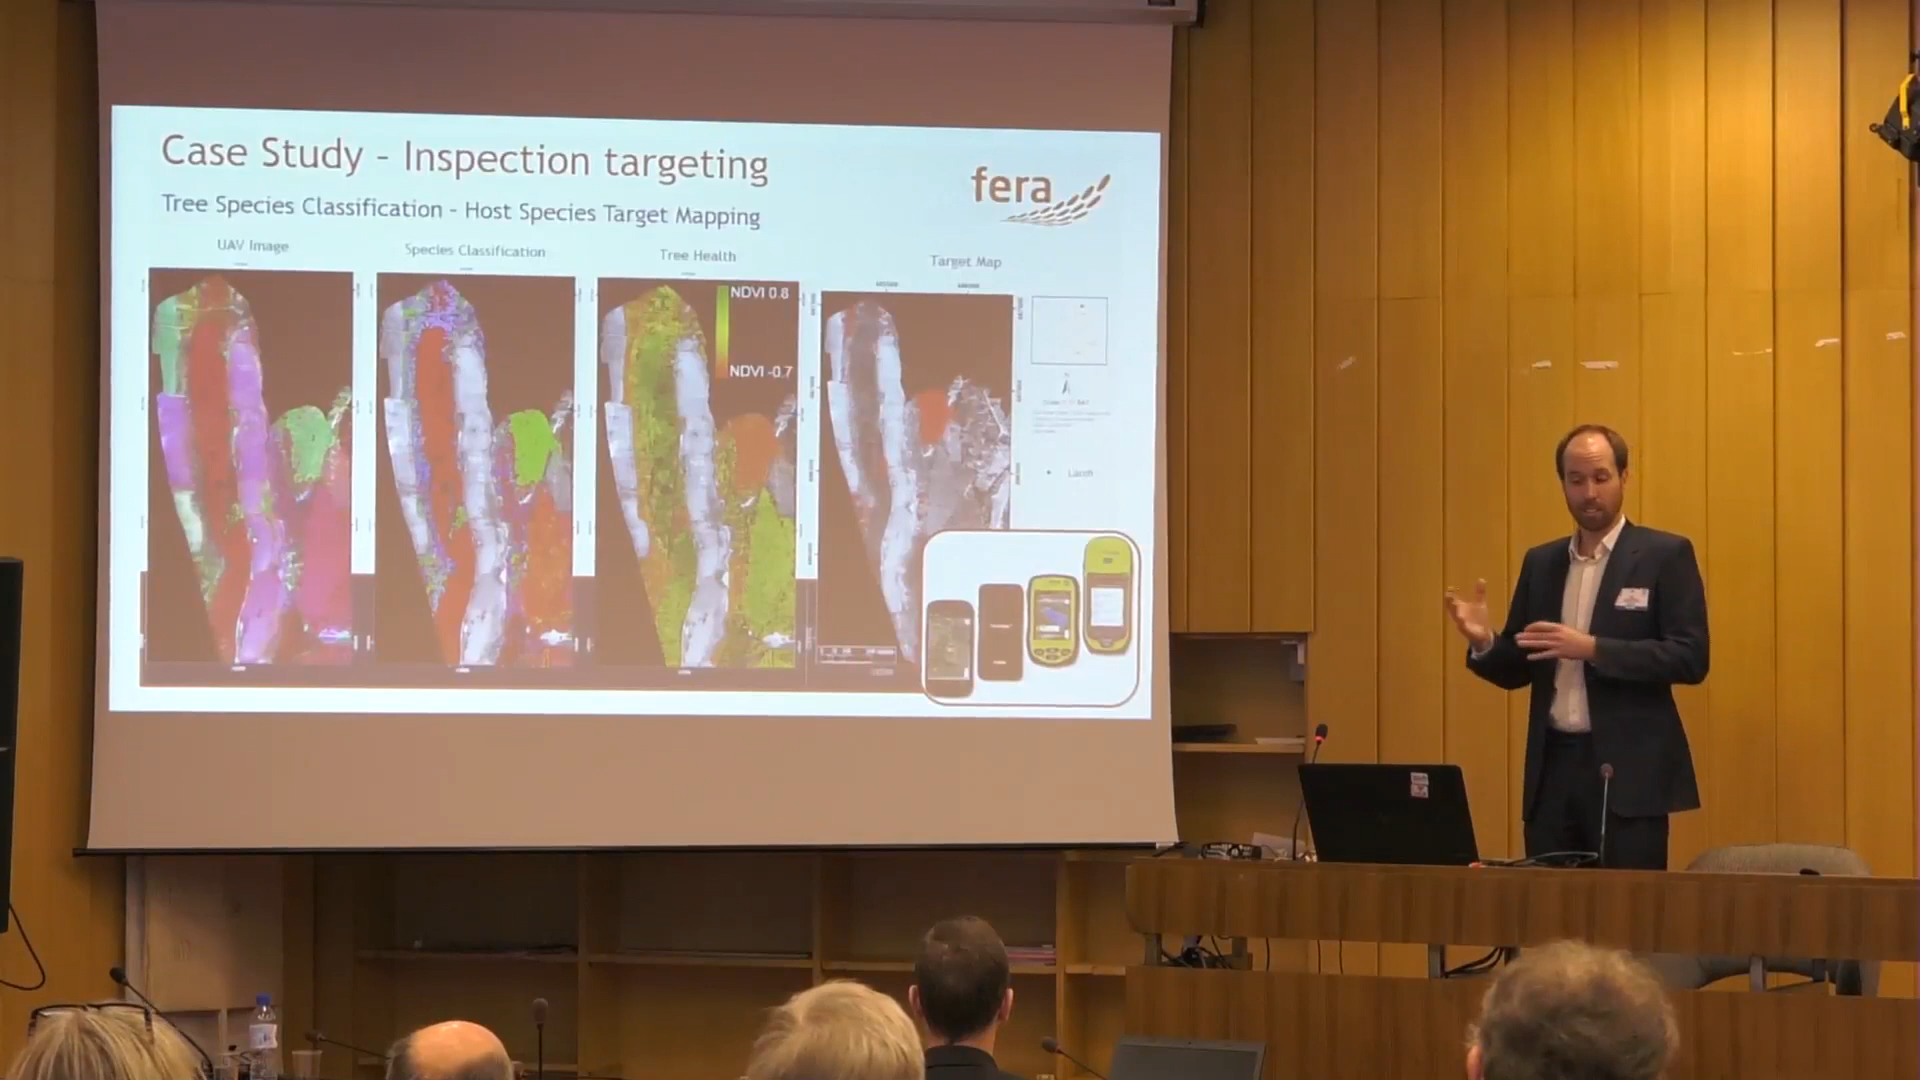 Case Study - Inspection targeting
fera
Tree Species Classification - Host Species Target Mapping
UAV Image
Species Classification
Tree Health
Target Map
NDVI 0.8
NDVI -0.7
Larch